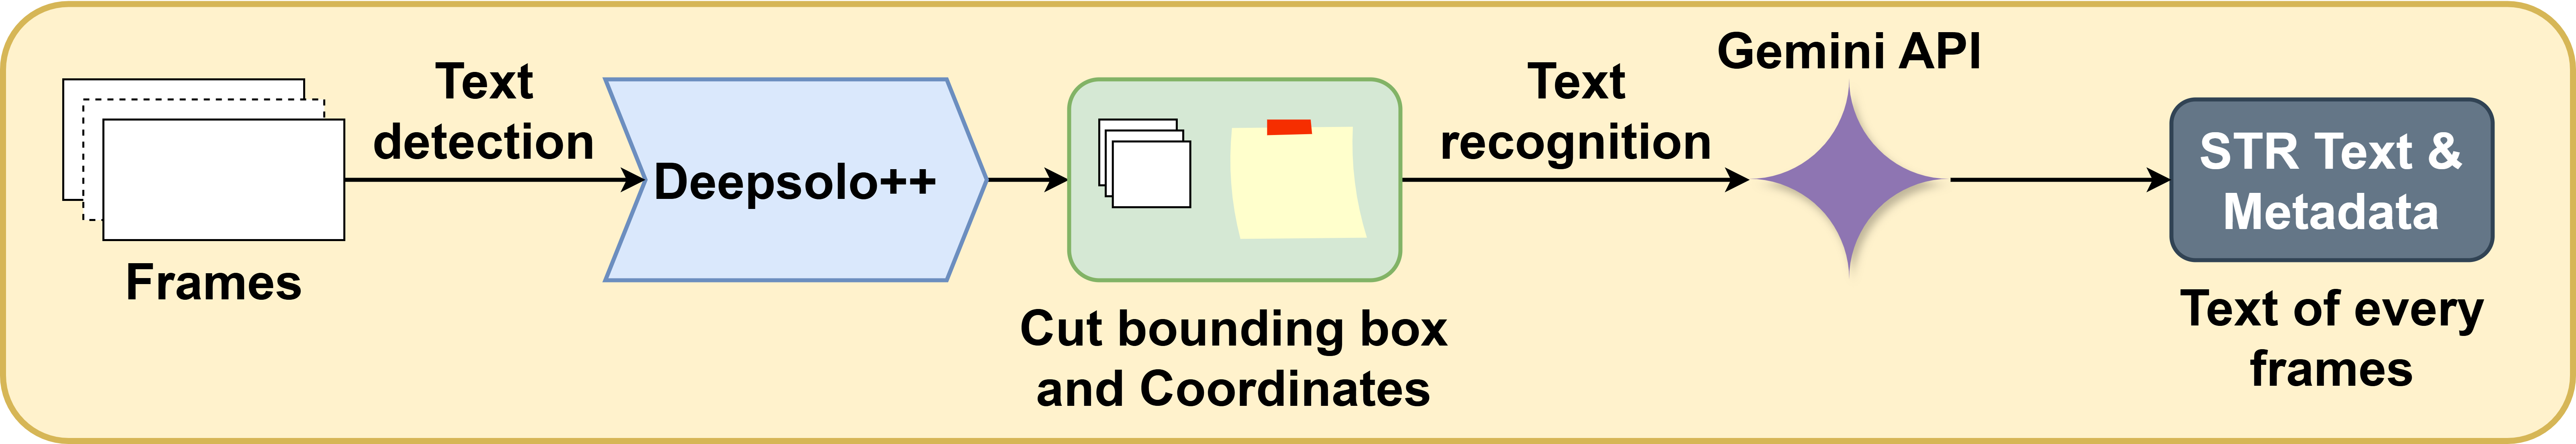 Frames
Text
detection
Deepsolo++
Cut bounding box
and Coordinates
Text
recognition
Gemini API
STR Text &
Metadata
Text of every
frames